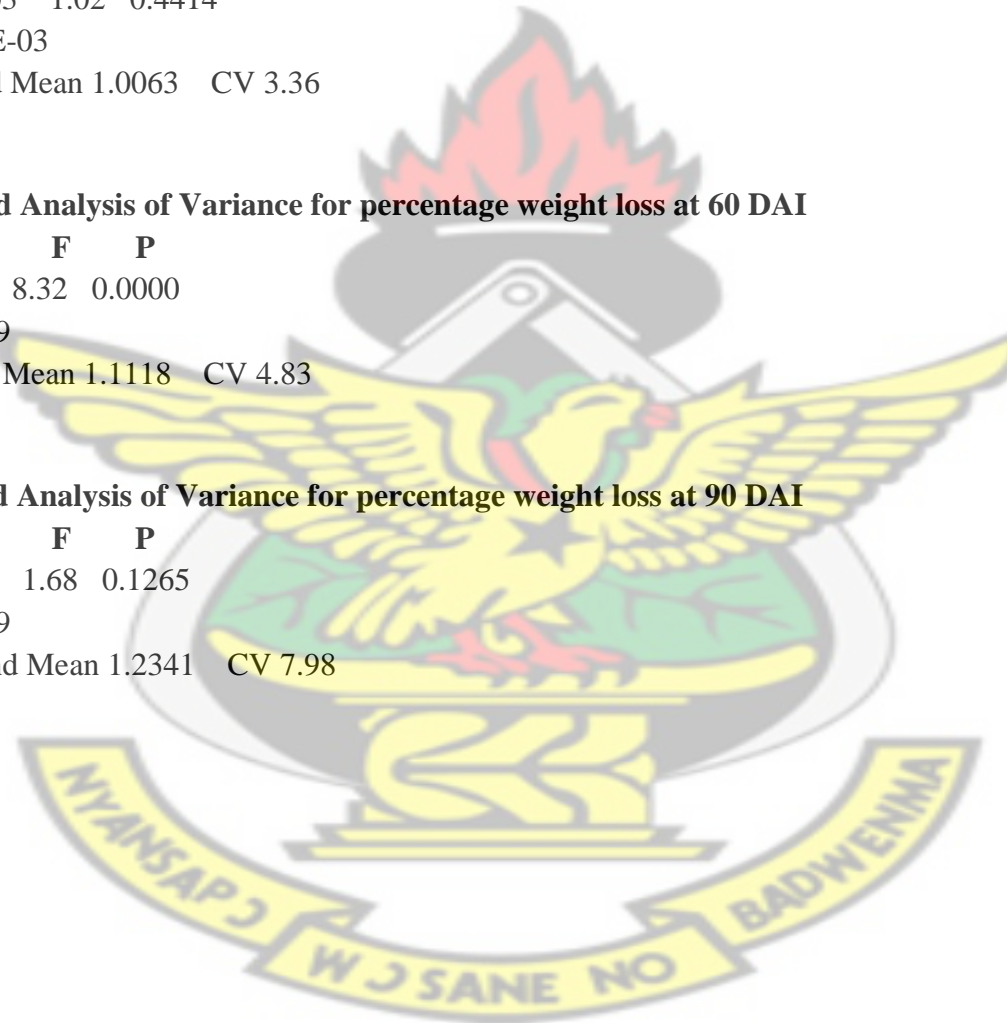 1.02 0.4414
E-03
Mean 1.0063 CV 3.36
Analysis of Variance for percentage weight loss at 60 DAI
F P
8.32 0.0000
9
Mean 1.1118 CV 4.83
Analysis of Variance for percentage weight loss at 90 DAI
F P
1.68 0.1265
9
Mean 1.2341 CV 7.98
NYANSAPƆ
WƆSANE NO
BADWENMA